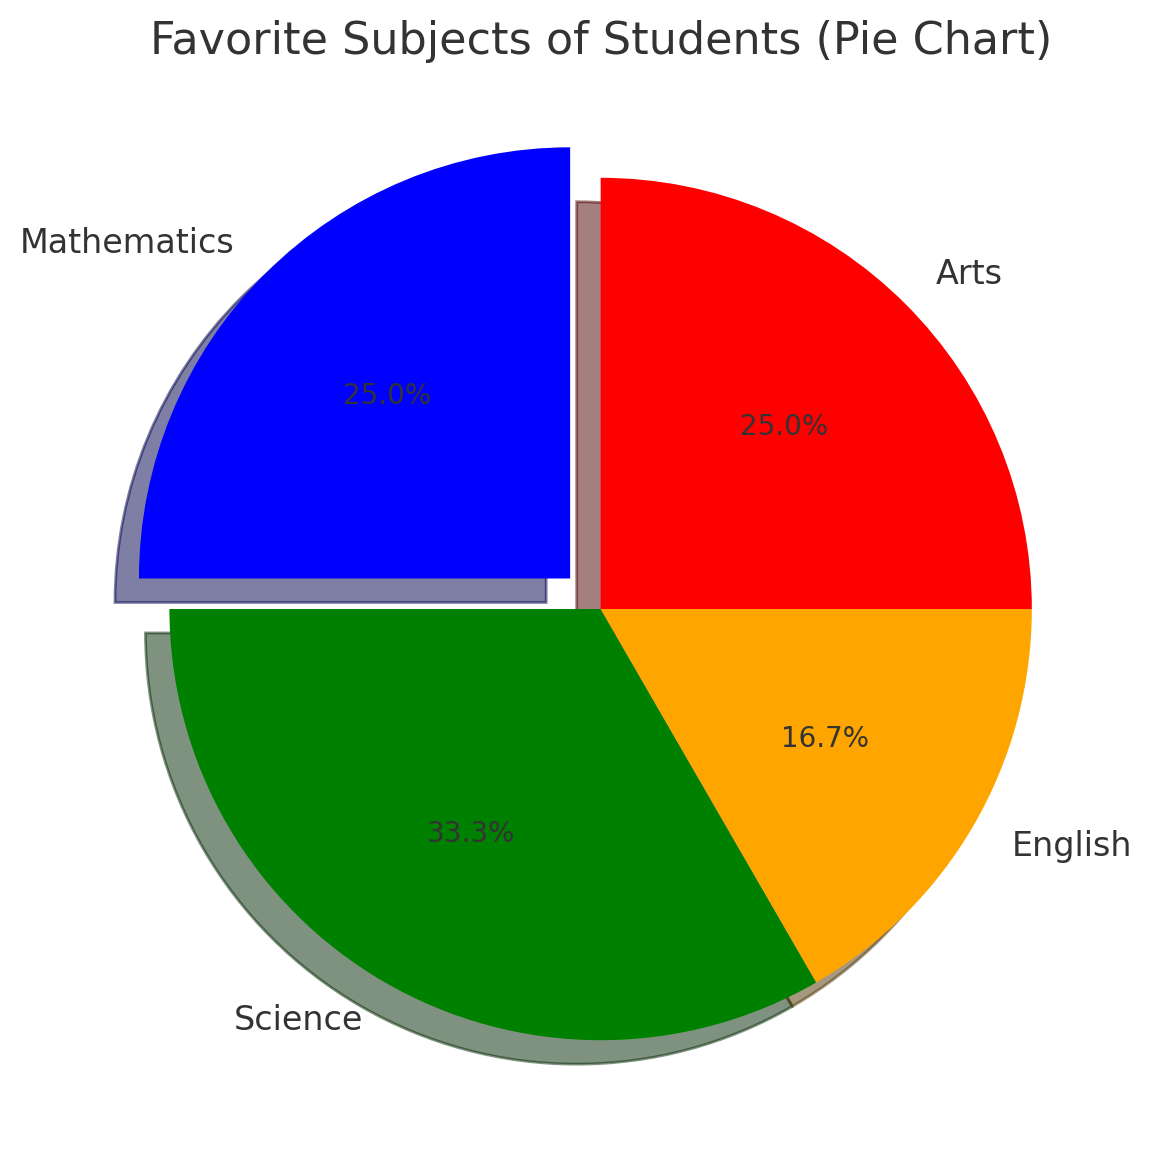 Favorite Subjects of Students (Pie Chart)
Mathematics
Arts
25.0%
25.0%
16.7%
33.3%
English
Science